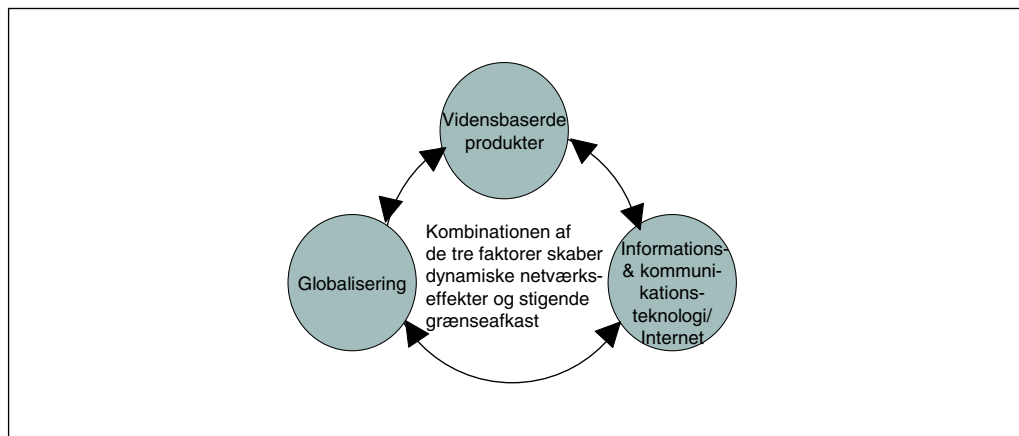 Vidensbaserde
produkter
Kombinationen af
de tre faktorer skaber
dynamiske netværks-
effekter og stigende
grænseafkast
Globalisering
Informations-
& kommuni-
kations-
teknologi/
Internet